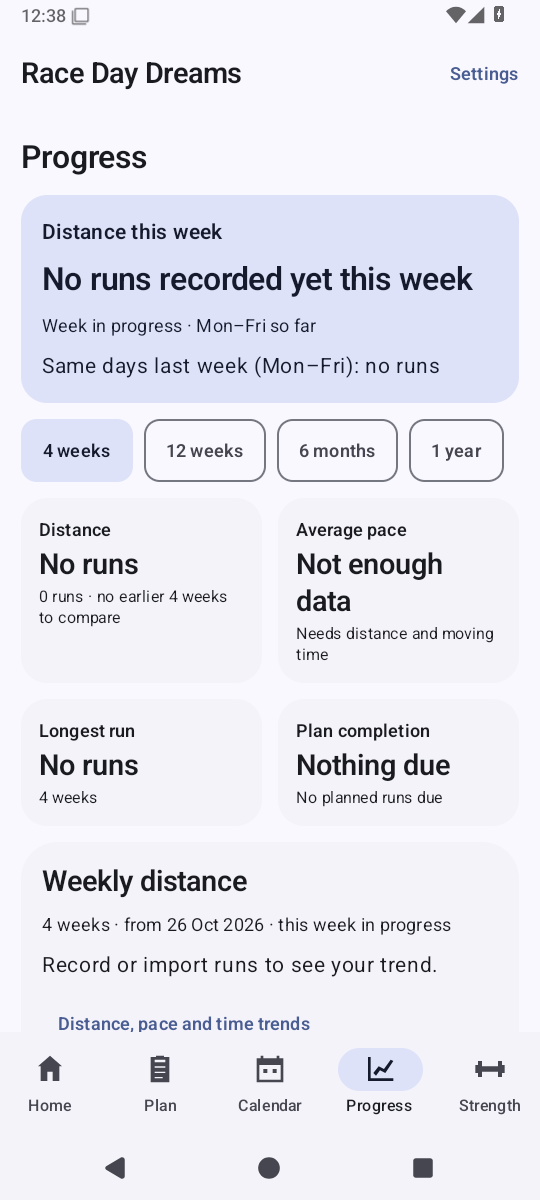 12:38
Race Day Dreams
Settings
Progress
Distance this week
No runs recorded yet this week
Week in progress · Mon–Fri so far
Same days last week (Mon–Fri): no runs
4 weeks
12 weeks
6 months
1 year
Distance
No runs
0 runs · no earlier 4 weeks
to compare
Average pace
Not enough
data
Needs distance and moving
time
Longest run
No runs
4 weeks
Plan completion
Nothing due
No planned runs due
Weekly distance
4 weeks · from 26 Oct 2026 · this week in progress
Record or import runs to see your trend.
Distance, pace and time trends
Home
Plan
Calendar
Progress
Strength